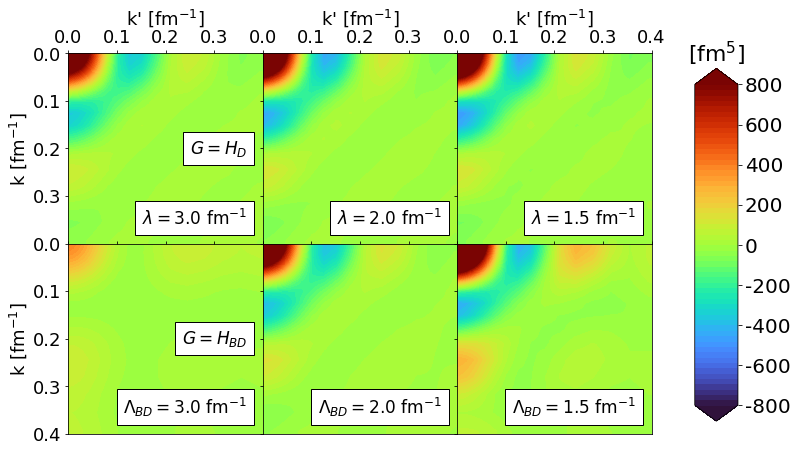 k' [fm⁻¹] k' [fm⁻¹] k' [fm⁻¹]
0.0 0.1 0.2 0.3 0.0 0.1 0.2 0.3 0.0 0.1 0.2 0.3 0.4
[fm⁵]
0.0
0.1
0.2
0.3
k [fm⁻¹]
G = H_D
λ = 3.0 fm⁻¹
λ = 2.0 fm⁻¹
λ = 1.5 fm⁻¹
0.0
0.1
0.2
0.3
0.4
k [fm⁻¹]
G = H_BD
Λ_BD = 3.0 fm⁻¹
Λ_BD = 2.0 fm⁻¹
Λ_BD = 1.5 fm⁻¹
800
600
400
200
0
-200
-400
-600
-800